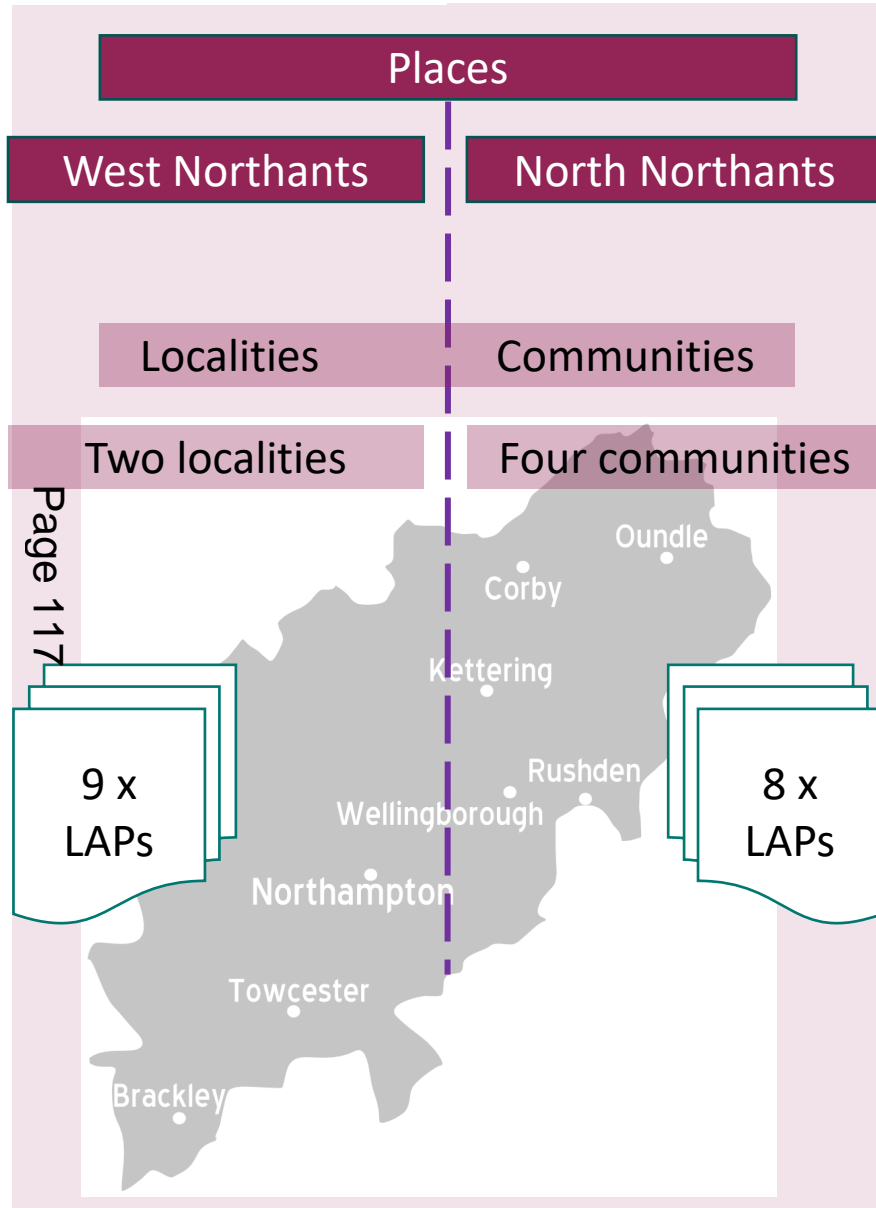 Places
West Northants
North Northants
Localities
Communities
Two localities
Four communities
Page 117
Oundle
Corby
Kettering
Rushden
Wellingborough
Northampton
Towcester
Brackley
9 x
LAPs
8 x
LAPs